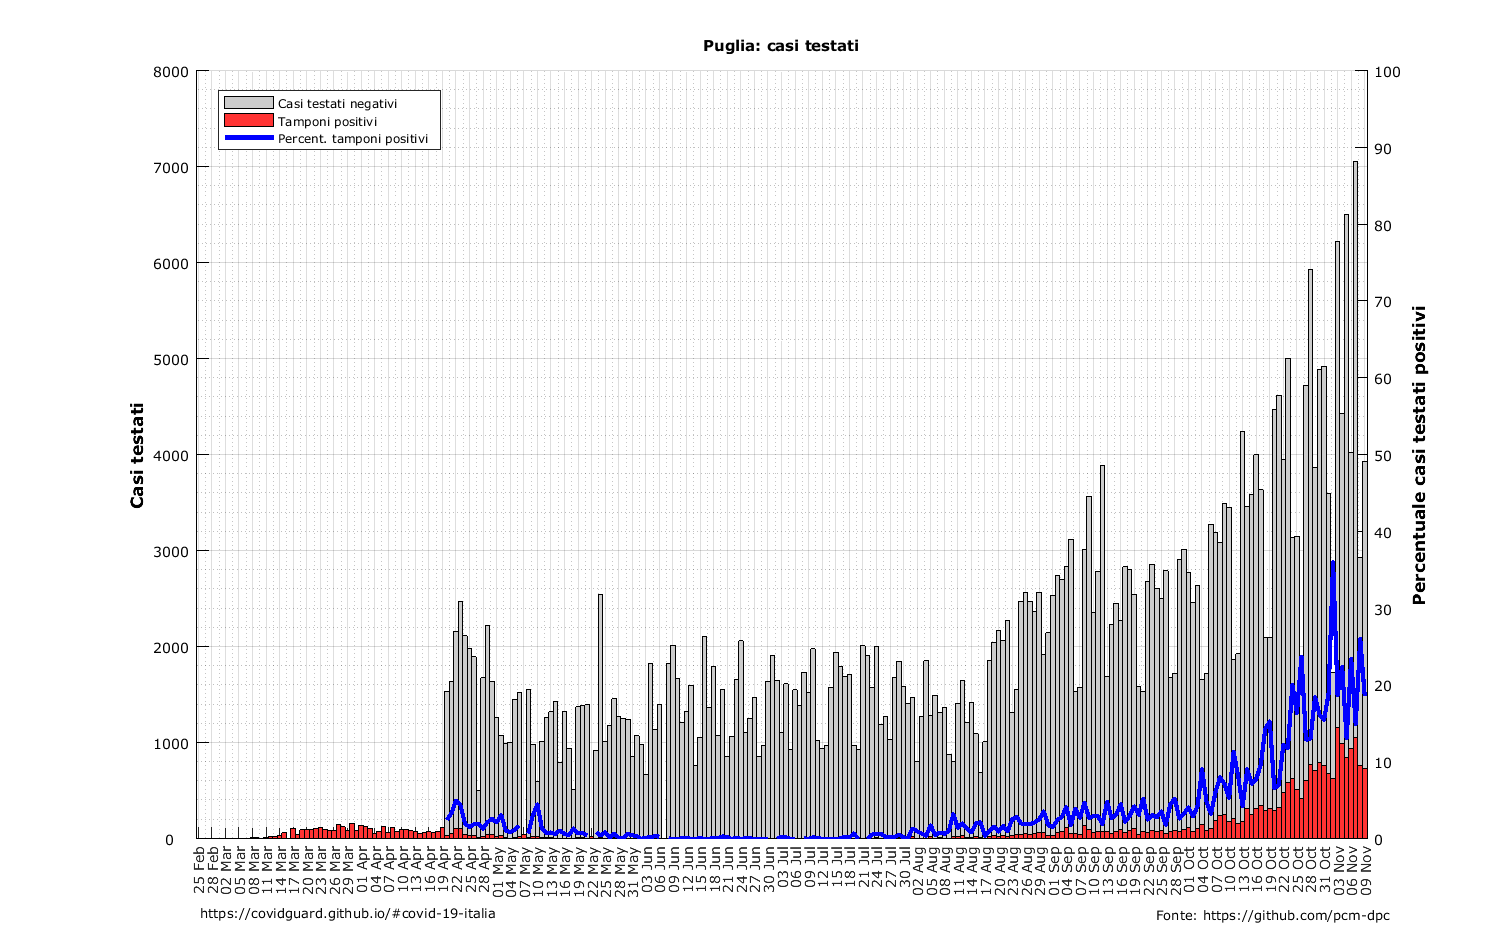 Puglia: casi testati
Casi testati negativi
Tamponi positivi
Percent. tamponi positivi
Casi testati
8000
7000
6000
5000
4000
3000
2000
1000
0
100
90
80
70
60
50
40
30
20
10
0
Percentuale casi testati positivi
25 Feb
28 Feb
02 Mar
05 Mar
08 Mar
11 Mar
14 Mar
17 Mar
20 Mar
23 Mar
26 Mar
29 Mar
01 Apr
04 Apr
07 Apr
10 Apr
13 Apr
16 Apr
19 Apr
22 Apr
25 Apr
28 Apr
01 May
04 May
07 May
10 May
13 May
16 May
19 May
22 May
25 May
28 May
31 May
03 Jun
06 Jun
09 Jun
12 Jun
15 Jun
18 Jun
21 Jun
24 Jun
27 Jun
30 Jun
03 Jul
06 Jul
09 Jul
12 Jul
15 Jul
18 Jul
21 Jul
24 Jul
27 Jul
30 Jul
02 Aug
05 Aug
08 Aug
11 Aug
14 Aug
17 Aug
20 Aug
23 Aug
26 Aug
29 Aug
01 Sep
04 Sep
07 Sep
10 Sep
13 Sep
16 Sep
19 Sep
22 Sep
25 Sep
28 Sep
01 Oct
04 Oct
07 Oct
10 Oct
13 Oct
16 Oct
19 Oct
22 Oct
25 Oct
28 Oct
31 Oct
03 Nov
06 Nov
09 Nov
https://covidguard.github.io/#covid-19-italia
Fonte: https://github.com/pcm-dpc